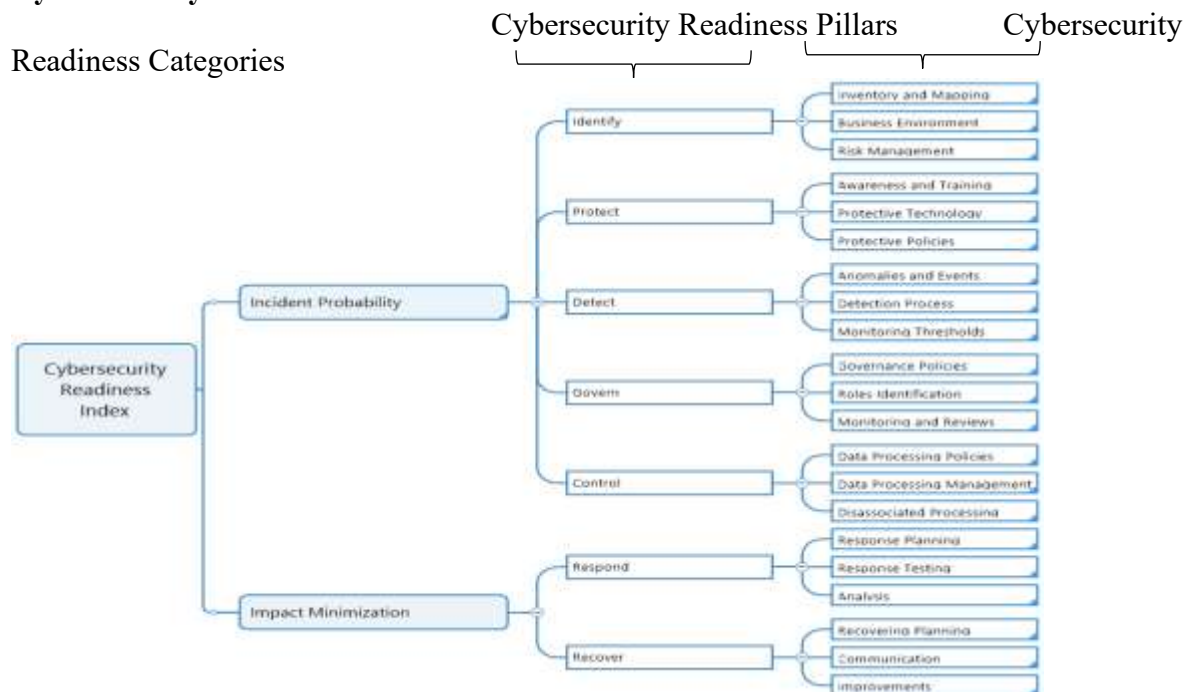 Cybersecurity Readiness Pillars Cybersecurity
Readiness Categories
Identify
Inventory and Mapping
Business Environment
Risk Management
Protect
Awareness and Training
Protective Technology
Protective Policies
Incident Probability
Detect
Anomalies and Events
Detection Process
Monitoring Thresholds
Cybersecurity
Readiness
Index
Govern
Governance Policies
Roles Identification
Monitoring and Reviews
Control
Data Processing Policies
Data Processing Management
Disassociated Processing
Impact Minimization
Respond
Response Planning
Response Testing
Analysis
Recover
Recovering Planning
Communication
Improvements